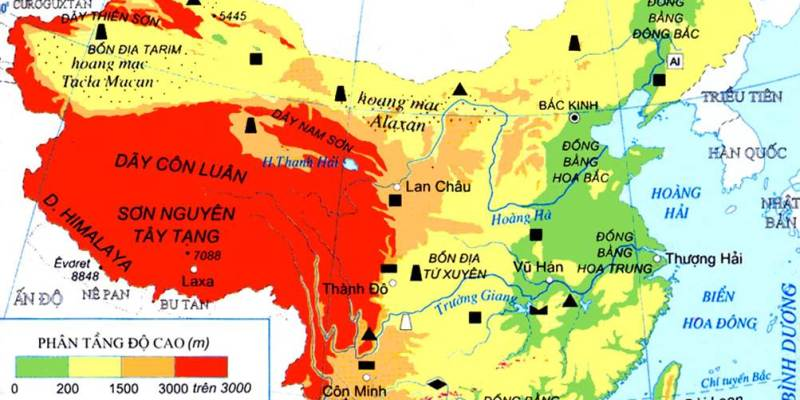 CUROGUXTAN
DÃY THIÊN SƠN
5445
BỒN ĐỊA TARIM
hoang mạc
Tacla Macan
hoang mạc
Alaxan
ĐỒNG
BẰNG
ĐÔNG BẮC
Al
BẮC KINH
TRIỀU TIÊN
HÀN QUỐC
DÃY NAM SƠN
H.Thanh Hải
DÃY CÔN LUÂN
Lan Châu
ĐỒNG
BẰNG
HOA BẮC
HOÀNG
HẢI
NHẬT
BẢN
SƠN NGUYÊN
TÂY TẠNG
7088
Laxa
D. HIMALAYA
Évơret
8848
ẤN ĐỘ
NÊ PAN
BU TAN
Hoàng Hà
BỒN ĐỊA
TỨ XUYÊN
Thành Đô
Vũ Hán
ĐỒNG
BẰNG
HOA TRUNG
Thượng Hải
Trường Giang
BIỂN
HOA ĐÔNG
BÌNH DƯƠNG
Chí tuyến Bắc
Côn Minh
PHÂN TẦNG ĐỘ CAO (m)
0 200 1500 3000 trên 3000